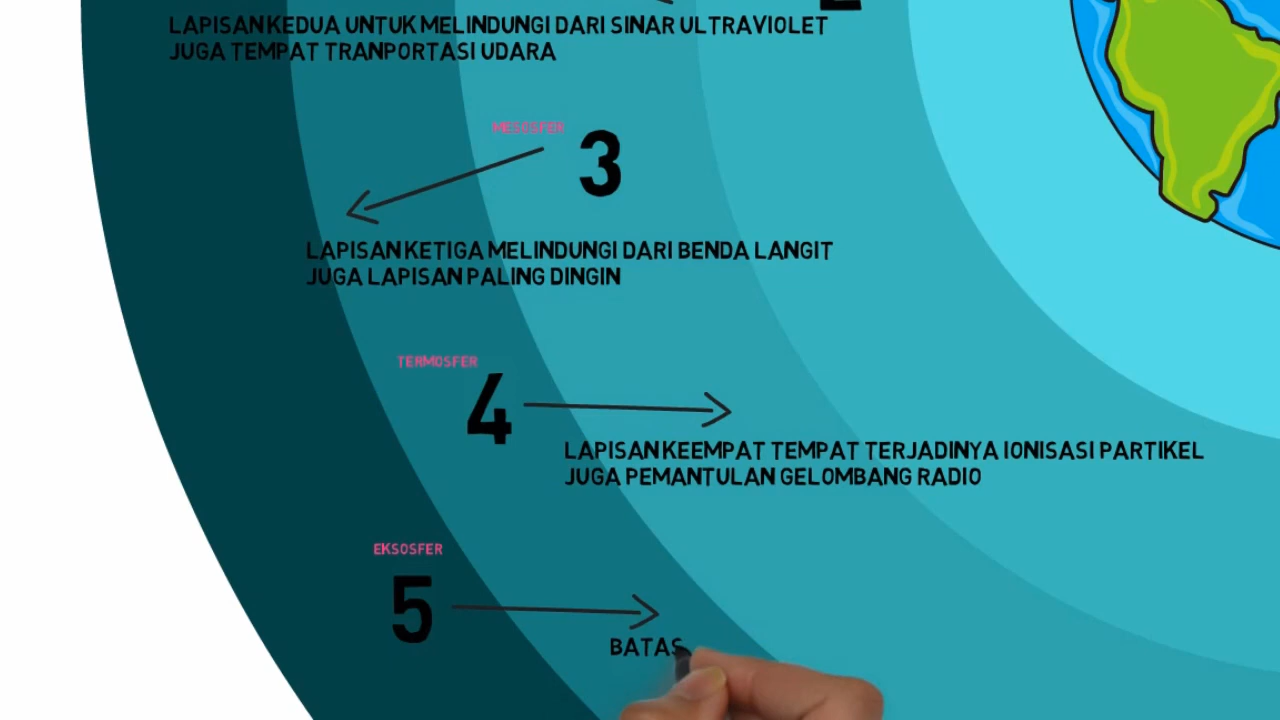 LAPISAN KEDUA UNTUK MELINDUNGI DARI SINAR ULTRAVIOLET
JUGA TEMPAT TRANPORTASI UDARA
MESOSFER
3
LAPISAN KETIGA MELINDUNGI DARI BENDA LANGIT
JUGA LAPISAN PALING DINGIN
TERMOSFER
4
LAPISAN KEEMPAT TEMPAT TERJADINYA IONISASI PARTIKEL
JUGA PEMANTULAN GELOMBANG RADIO
EKSOSFER
5
BATAS